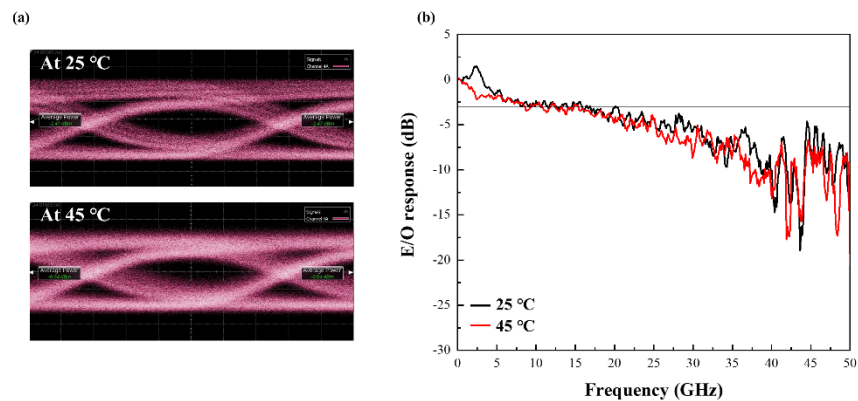 (a)
At 25 ℃
Signals
Channel 4A
Average Power
Average Power
At 45 ℃
Signals
Average Power
Average Power
(b)
E/O response (dB)
5
0
-5
-10
-15
-20
-25
-30
25 ℃
45 ℃
0 5 10 15 20 25 30 35 40 45 50
Frequency (GHz)